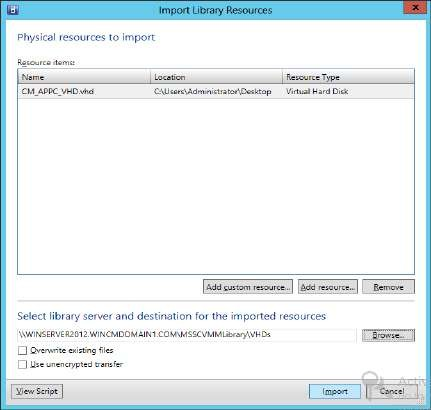 Import Library Resources
Physical resources to import
Resource items:
Name Location Resource Type
CM_APPC_VHD.vhd C:\Users\Administrator\Desktop Virtual Hard Disk
Add custom resource... Add resource... Remove
Select library server and destination for the imported resources
\\WINSERVER2012.WINCMDOMAIN1.COM\MSSCVMMLibrary\VHDs Browse...
Overwrite existing files
Use unencrypted transfer
View Script Import Cancel